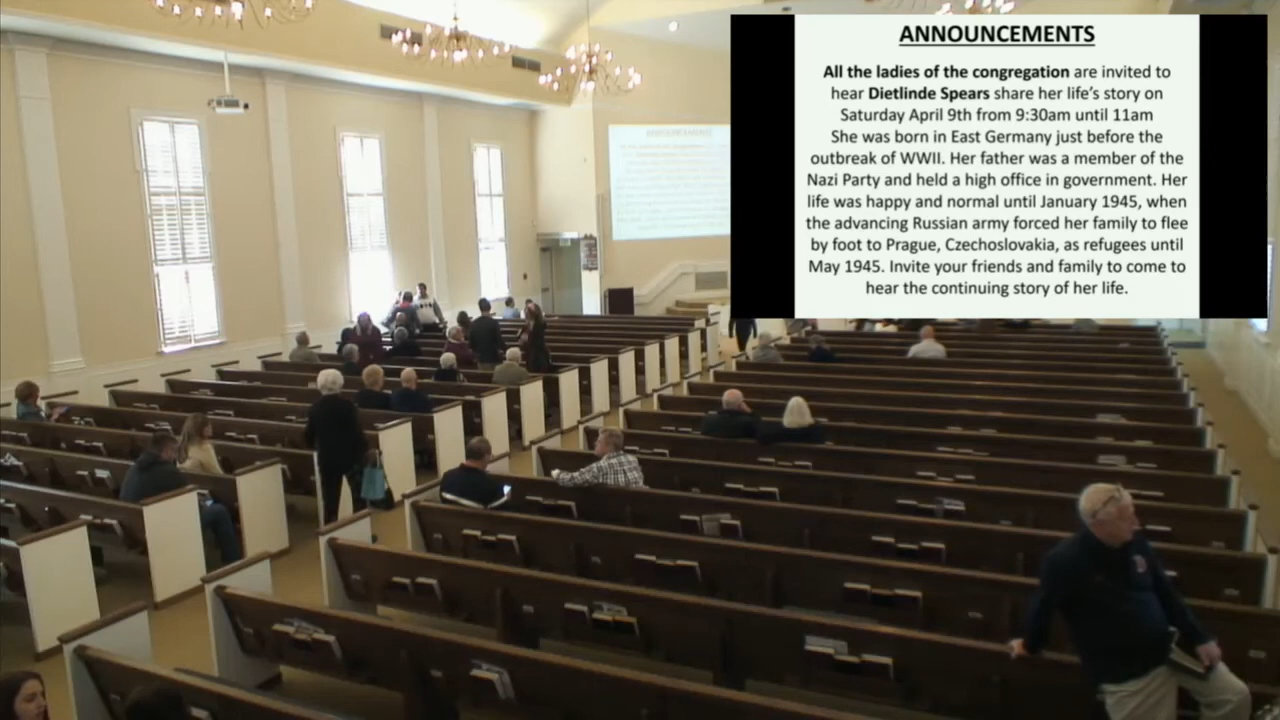 ANNOUNCEMENTS
All the ladies of the congregation are invited to
hear Dietlinde Spears share her life's story on
Saturday April 9th from 9:30am until 11am
She was born in East Germany just before the
outbreak of WWII. Her father was a member of the
Nazi Party and held a high office in government. Her
life was happy and normal until January 1945, when
the advancing Russian army forced her family to flee
by foot to Prague, Czechoslovakia, as refugees until
May 1945. Invite your friends and family to come to
hear the continuing story of her life.